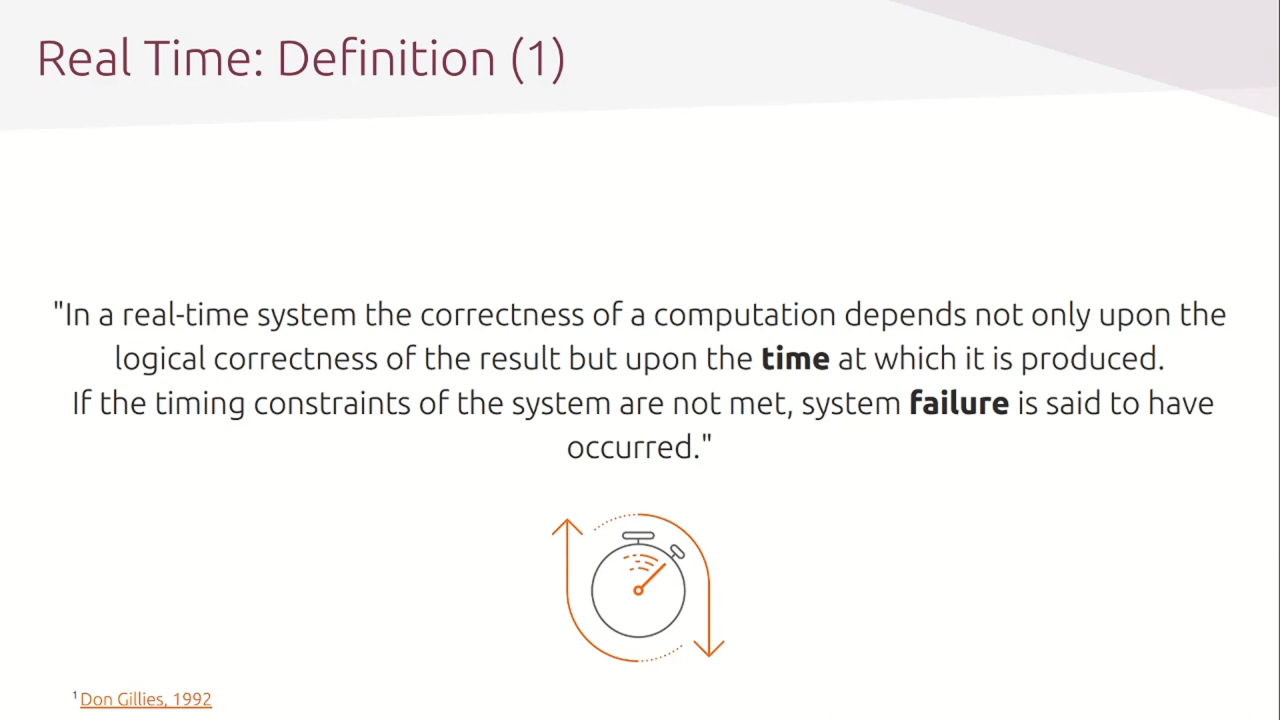 Real Time: Definition (1)
"In a real-time system the correctness of a computation depends not only upon the
logical correctness of the result but upon the time at which it is produced.
If the timing constraints of the system are not met, system failure is said to have
occurred."
1 Don Gillies, 1992